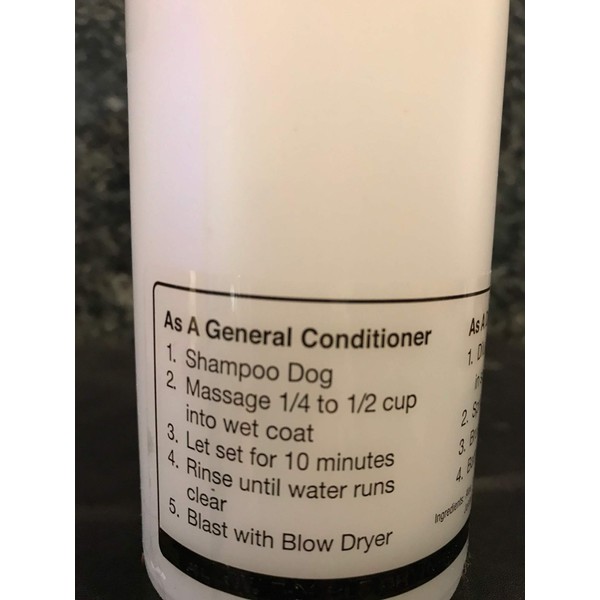 As A General Conditioner
1. Shampoo Dog
2. Massage 1/4 to 1/2 cup
into wet coat
3. Let set for 10 minutes
4. Rinse until water runs
clear
5. Blast with Blow Dryer
As A
1.
2.
3.
4.
Ingredients: